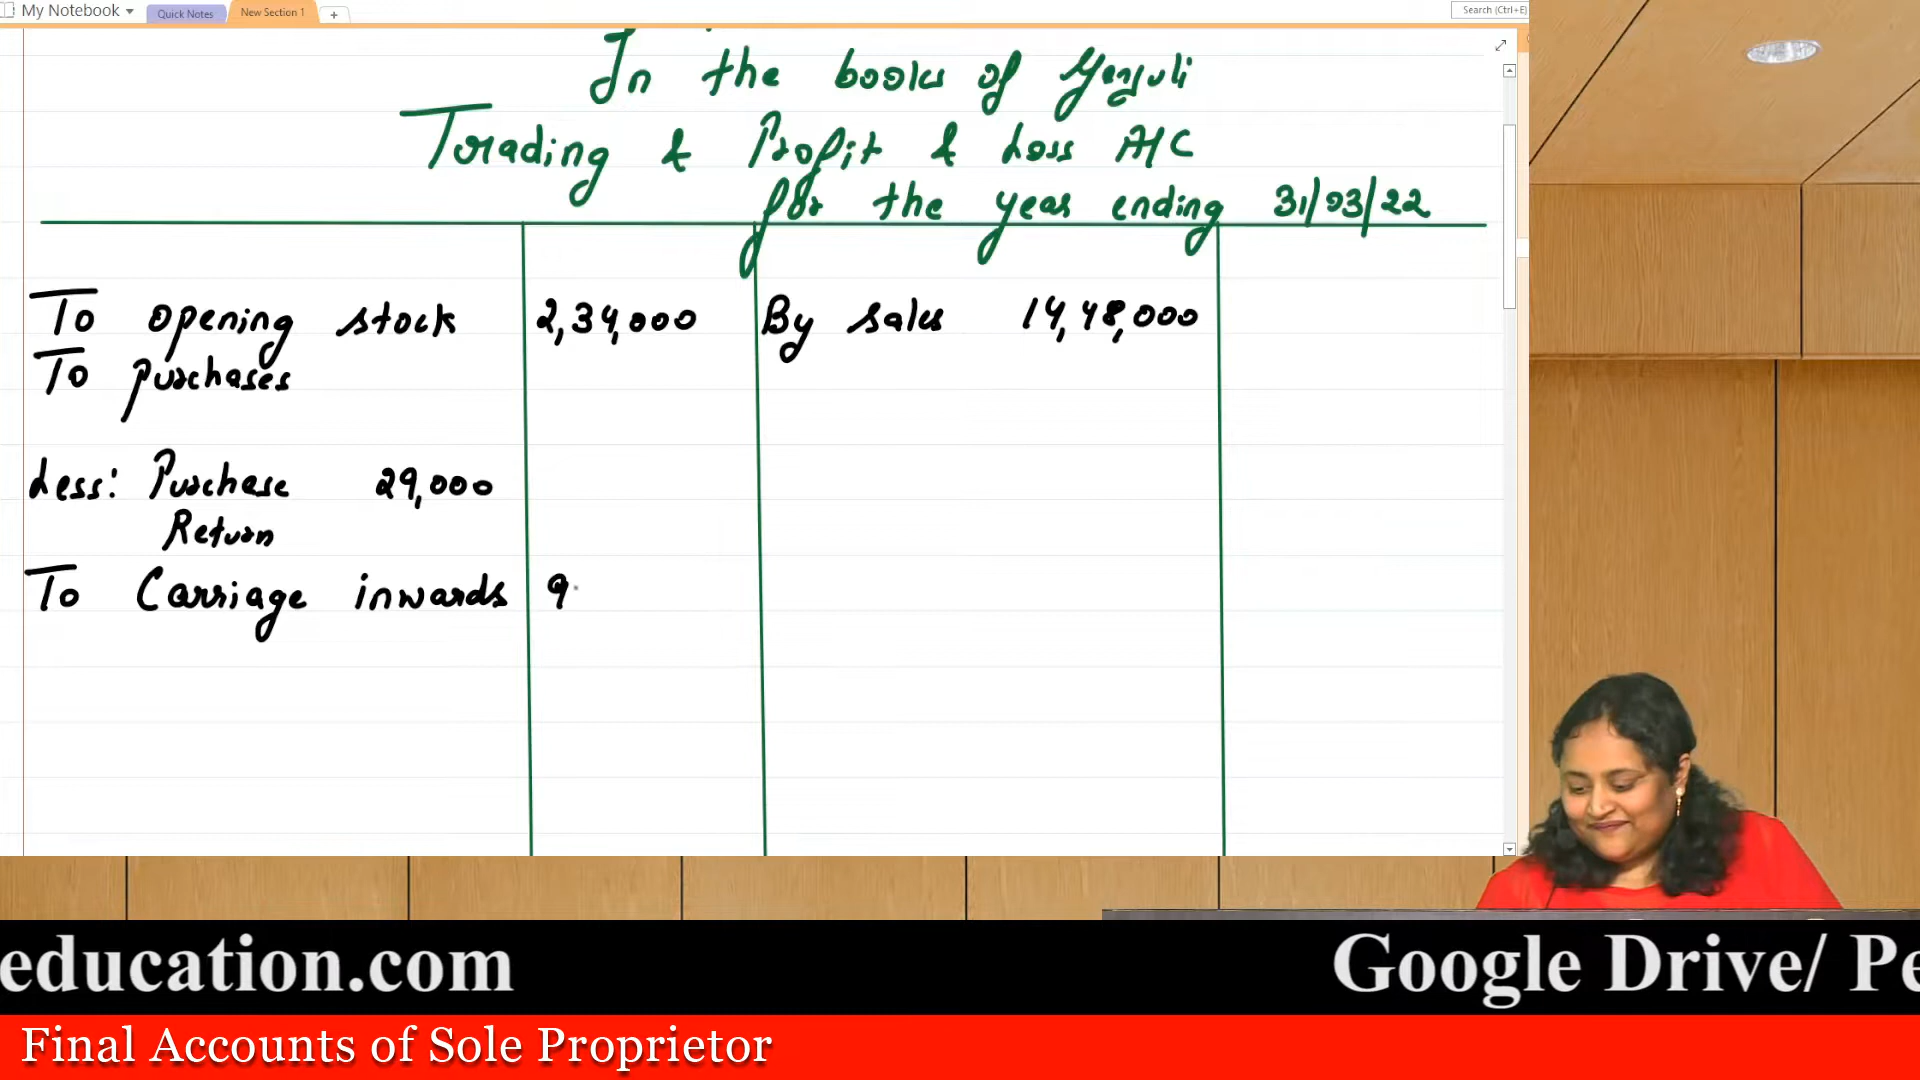 My Notebook
Quick Notes
New Section 1
+
Search (Ctrl+E)
In the books of
Trading & Profit & Loss A/C
for the year ending 31/03/22
To opening stock 2,34,000 By sales 14,48,000
To purchases
Less: Purchase 29,000
Return
To Carriage inwards 9
education.com
Google Drive/ Pe
Final Accounts of Sole Proprietor